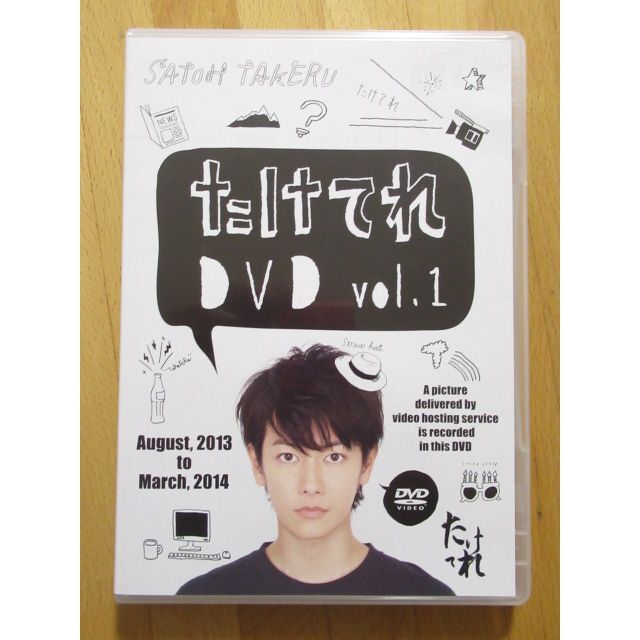 SATOH TAKERU
NEWS
たけてれ
?
たけてれ
DVD vol.1
Straw hat
A picture
delivered by
video hosting service
is recorded
in this DVD
August, 2013
to
March, 2014
DVD
VIDEO
たけ
てれ